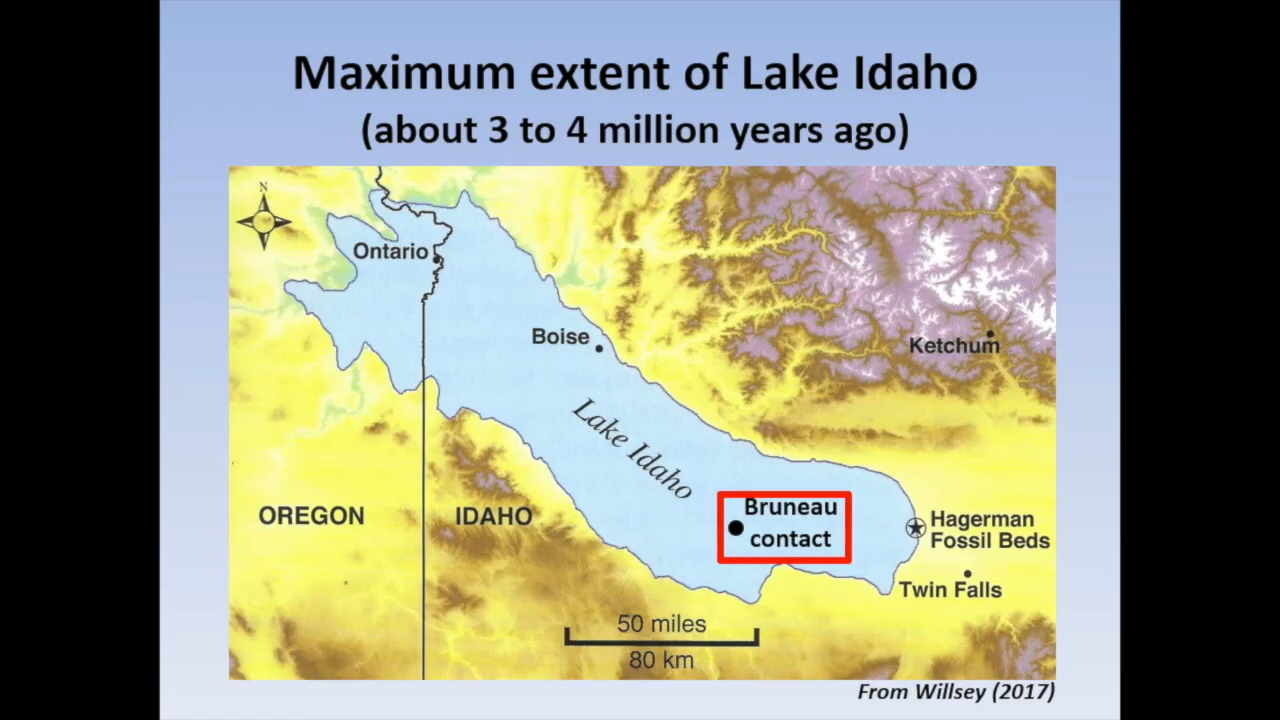 Maximum extent of Lake Idaho
(about 3 to 4 million years ago)
N
Ontario
Boise
Ketchum
Lake Idaho
OREGON
IDAHO
Bruneau
contact
Hagerman
Fossil Beds
Twin Falls
50 miles
80 km
From Willsey (2017)